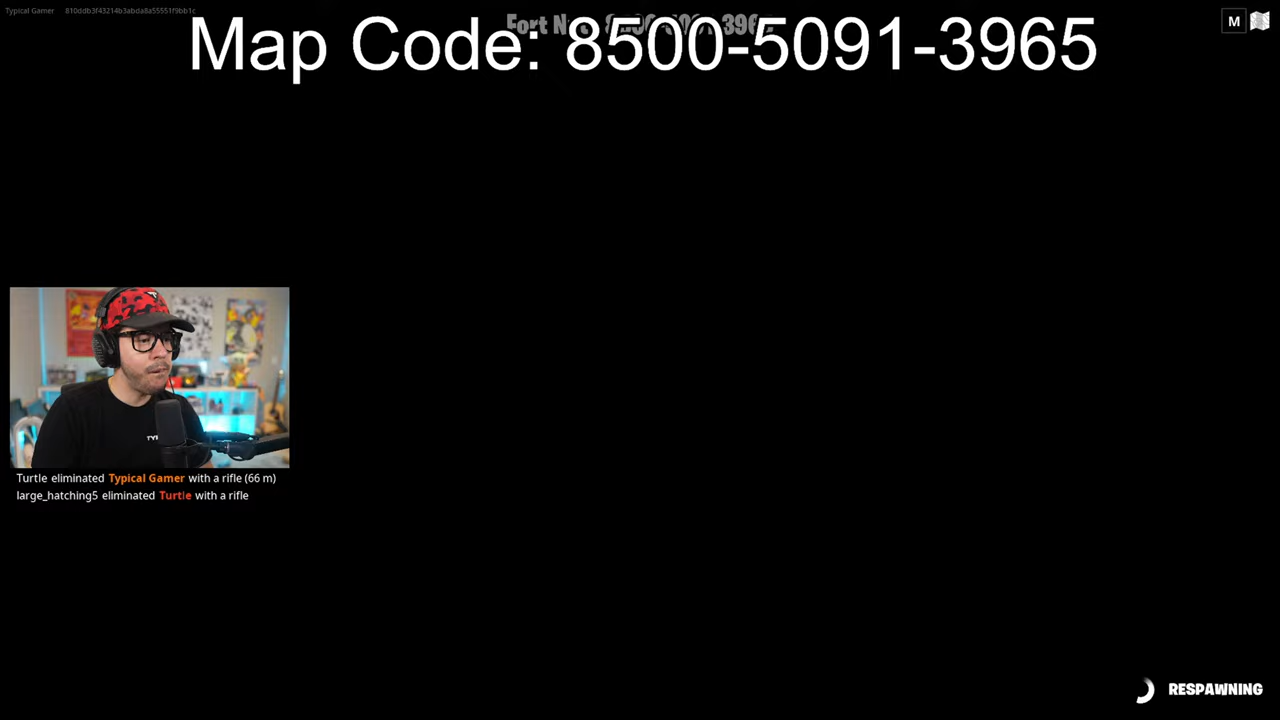 Typical Gamer
Map Code: 8500-5091-3965
M
TYP
Turtle eliminated Typical Gamer with a rifle (66 m)
large_hatching5 eliminated Turtle with a rifle
RESPAWNING